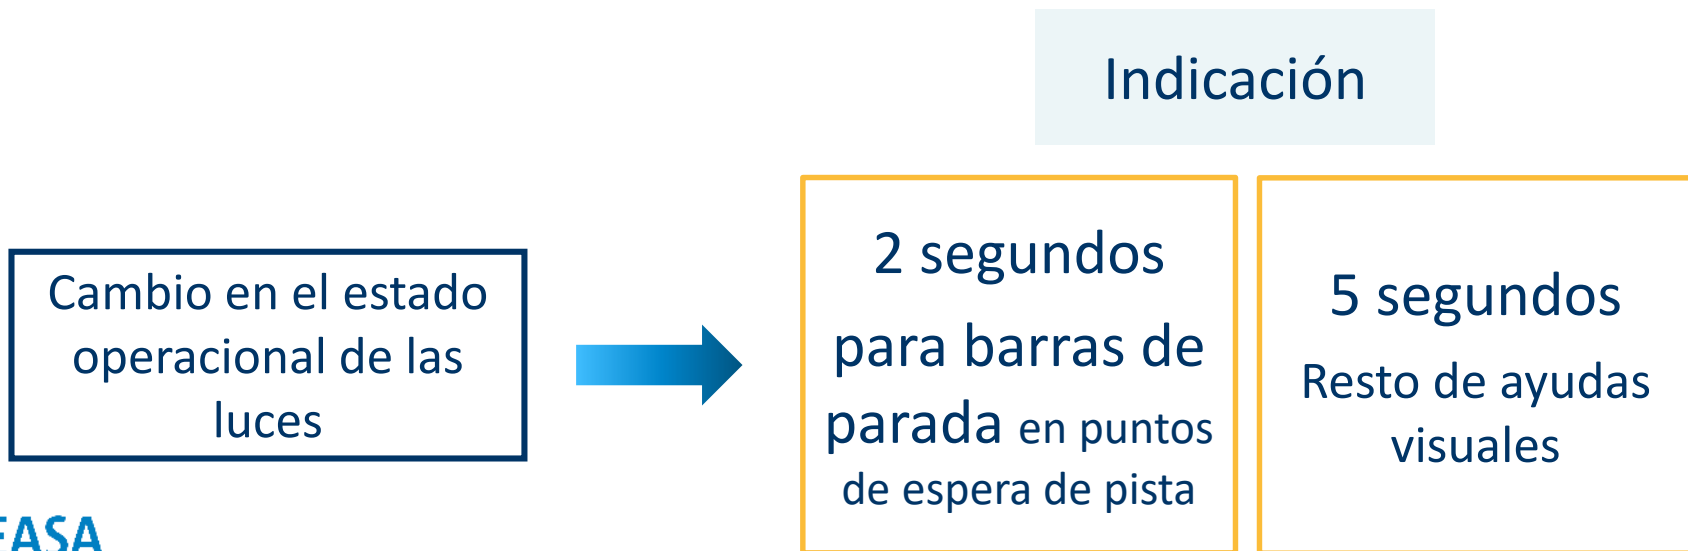 Indicación
Cambio en el estado
operacional de las
luces
2 segundos
para barras de
parada en puntos
de espera de pista
5 segundos
Resto de ayudas
visuales
EASA